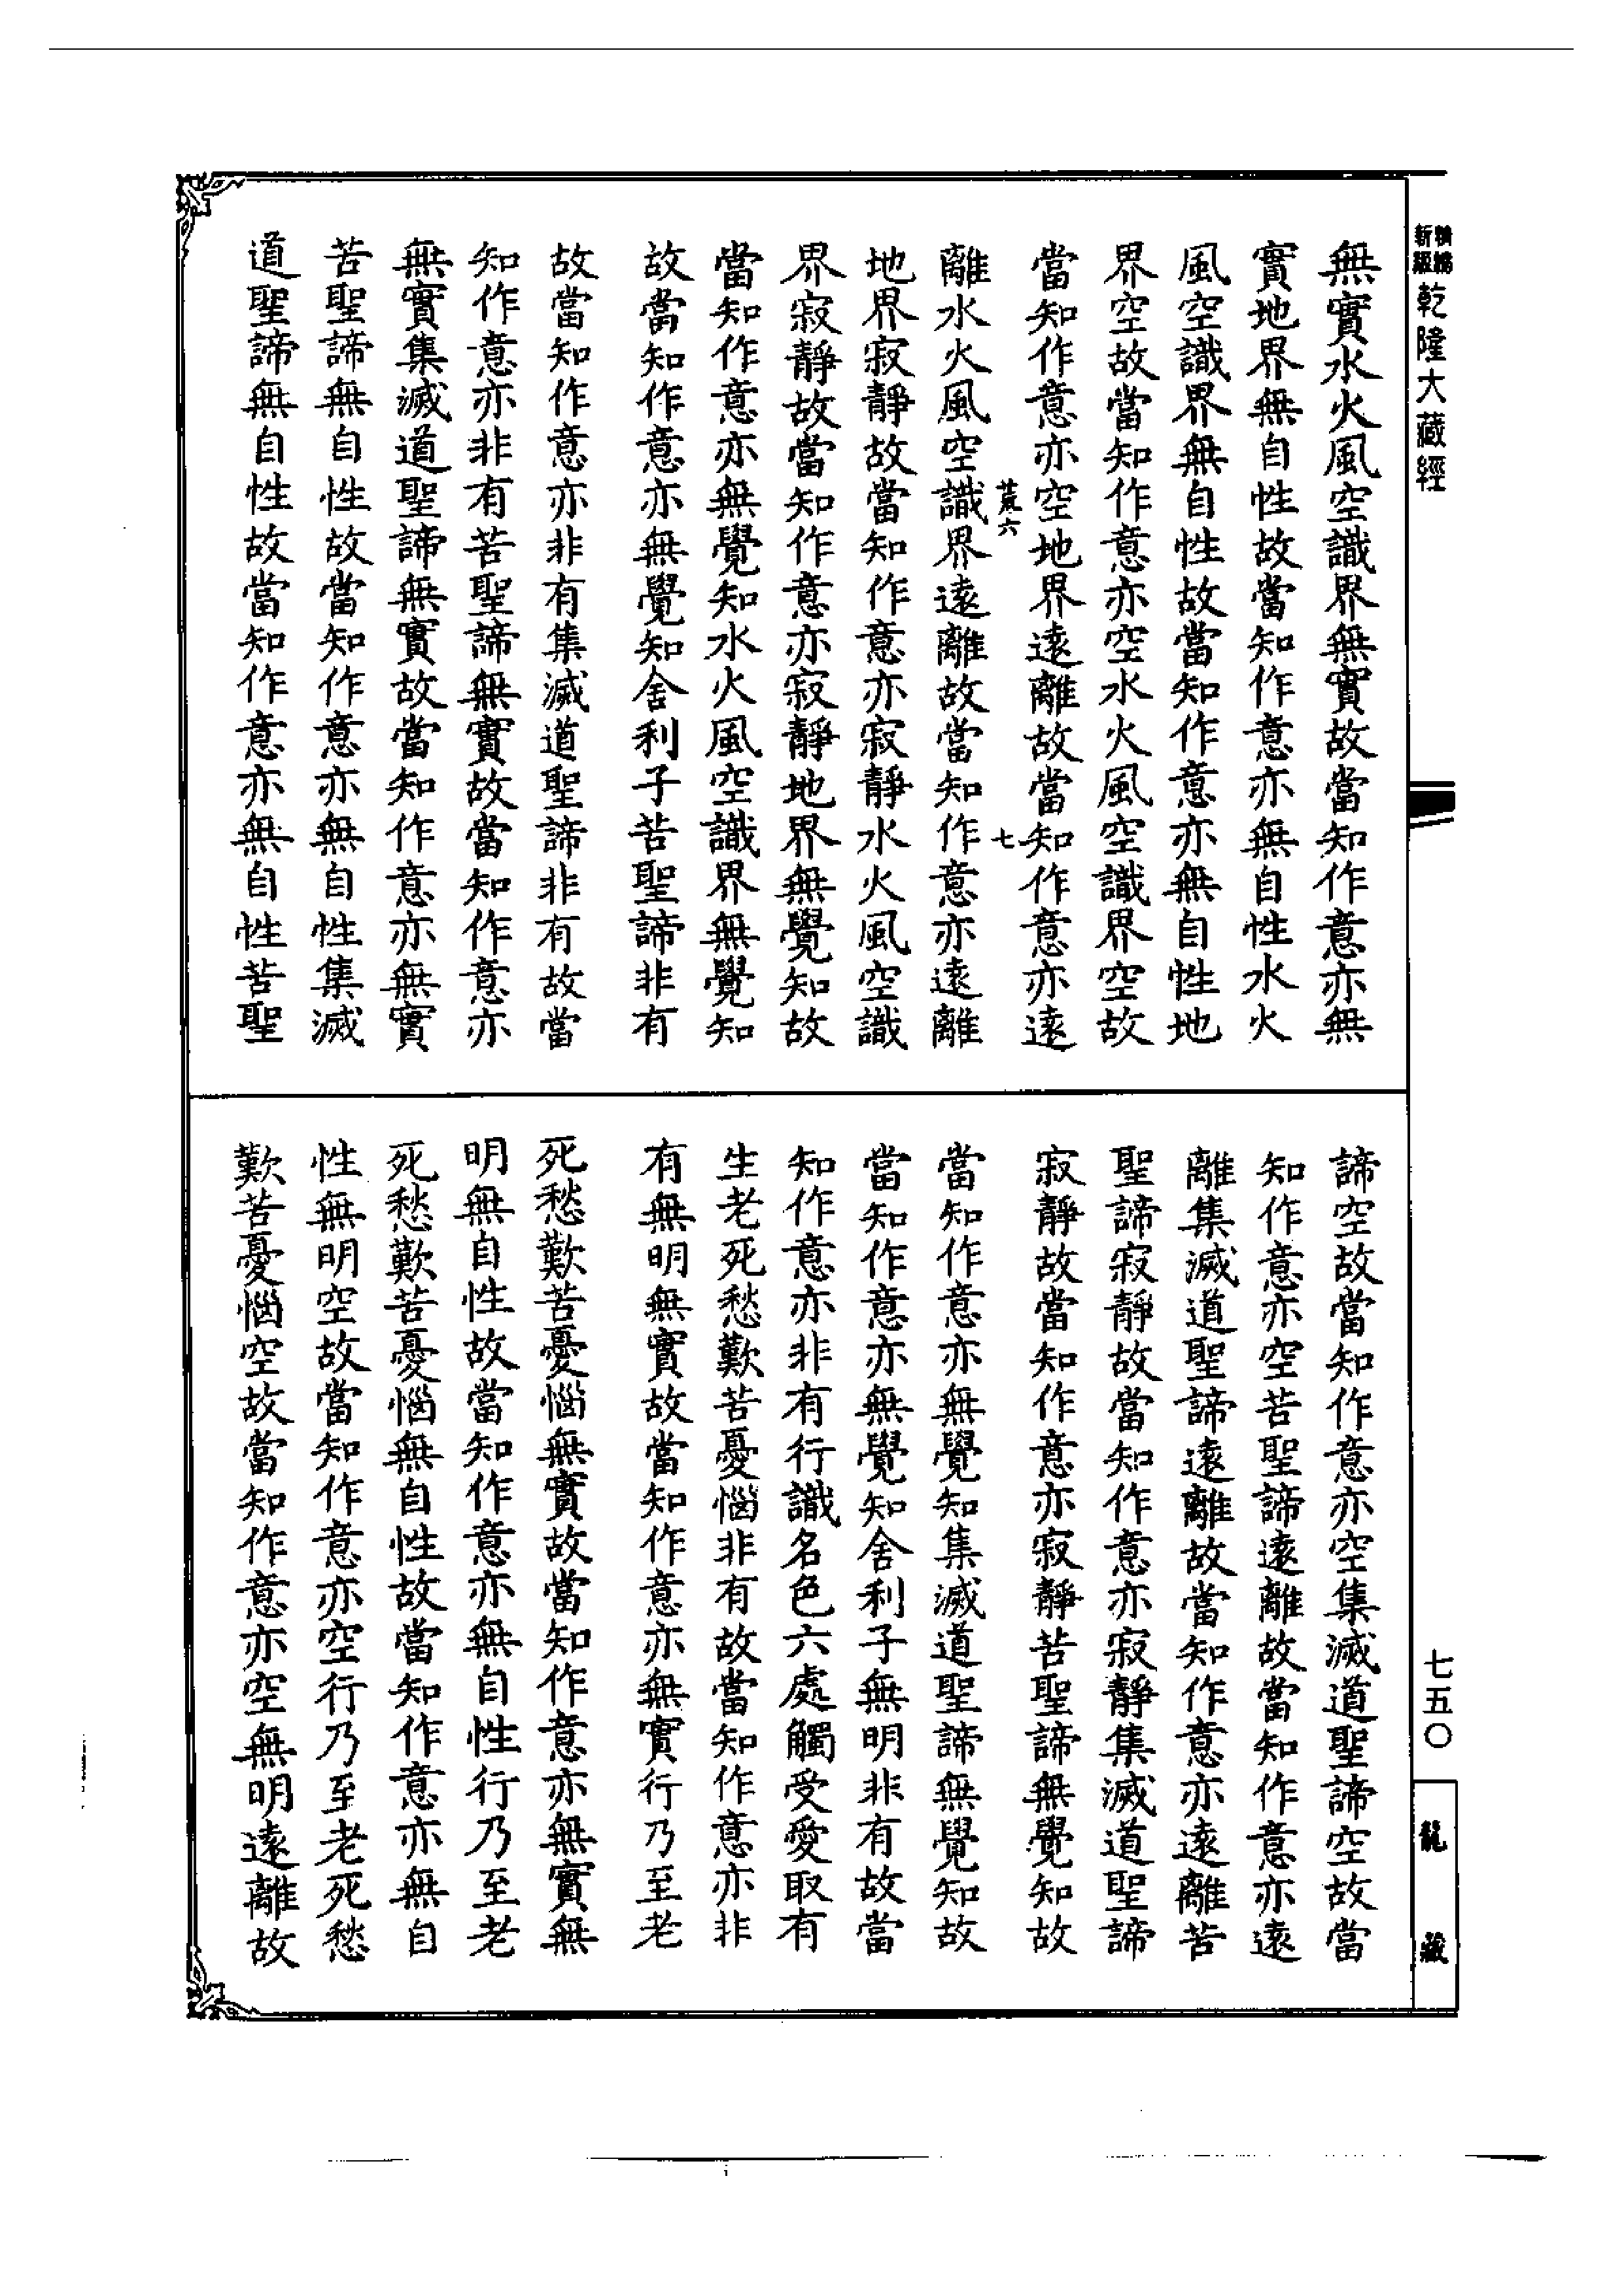 新編縮本乾隆大藏經
無實水火風空識界無實故當知作意亦無
實地界無自性故當知作意亦無自性水火
風空識界無自性故當知作意亦無自性地
界空故當知作意亦空水火風空識界空故
當知作意亦空地界遠離故當知作意亦遠
荒六
七
離水火風空識界遠離故當知作意亦遠離
地界寂靜故當知作意亦寂靜水火風空識
界寂靜故當知作意亦寂靜地界無覺知故
當知作意亦無覺知水火風空識界無覺知
故當知作意亦無覺知舍利子苦聖諦非有
故當知作意亦非有集滅道聖諦非有故當
知作意亦非有苦聖諦無實故當知作意亦
無實集滅道聖諦無實故當知作意亦無實
苦聖諦無自性故當知作意亦無自性集滅
道聖諦無自性故當知作意亦無自性苦聖
諦空故當知作意亦空集滅道聖諦空故當
知作意亦空苦聖諦遠離故當知作意亦遠
離集滅道聖諦遠離故當知作意亦遠離苦
聖諦寂靜故當知作意亦寂靜集滅道聖諦
寂靜故當知作意亦寂靜苦聖諦無覺知故
當知作意亦無覺知集滅道聖諦無覺知故
當知作意亦無覺知舍利子無明非有故當
知作意亦非有行識名色六處觸受愛取有
生老死愁歎苦憂惱非有故當知作意亦非
有無明無實故當知作意亦無實行乃至老
死愁歎苦憂惱無實故當知作意亦無實無
明無自性故當知作意亦無自性行乃至老
死愁歎苦憂惱無自性故當知作意亦無自
性無明空故當知作意亦空行乃至老死愁
歎苦憂惱空故當知作意亦空無明遠離故
七五〇
龍藏